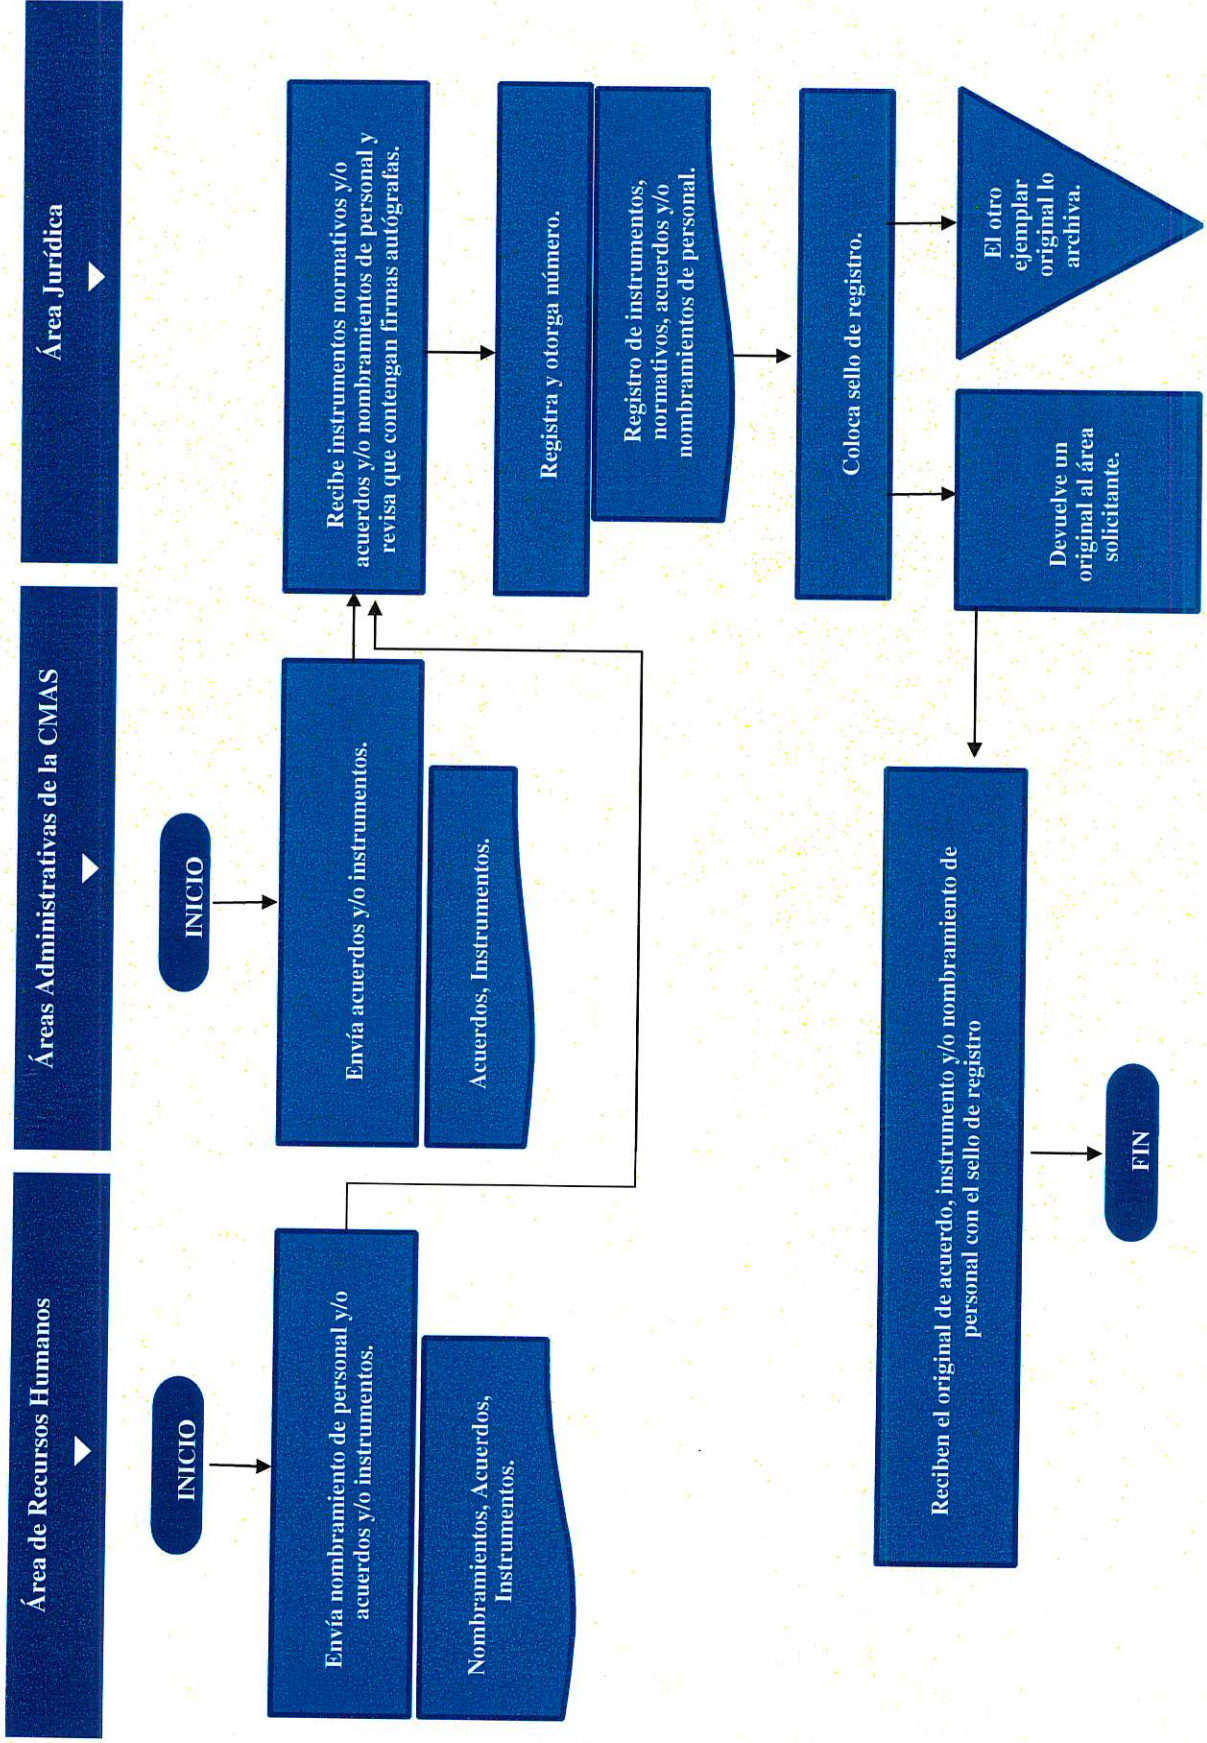 Área de Recursos Humanos
Áreas Administrativas de la CMAS
Área Jurídica
INICIO
INICIO
Envía nombramiento de personal y/o
acuerdos y/o instrumentos.
Nombramientos, Acuerdos,
Instrumentos.
Envía acuerdos y/o instrumentos.
Acuerdos, Instrumentos.
Recibe instrumentos normativos y/o
acuerdos y/o nombramientos de personal y
revisa que contengan firmas autógrafas.
Registra y otorga número.
Registro de instrumentos,
normativos, acuerdos y/o
nombramientos de personal.
Coloca sello de registro.
Devuelve un
original al área
solicitante.
El otro
ejemplar
original lo
archiva.
Reciben el original de acuerdo, instrumento y/o nombramiento de
personal con el sello de registro
FIN